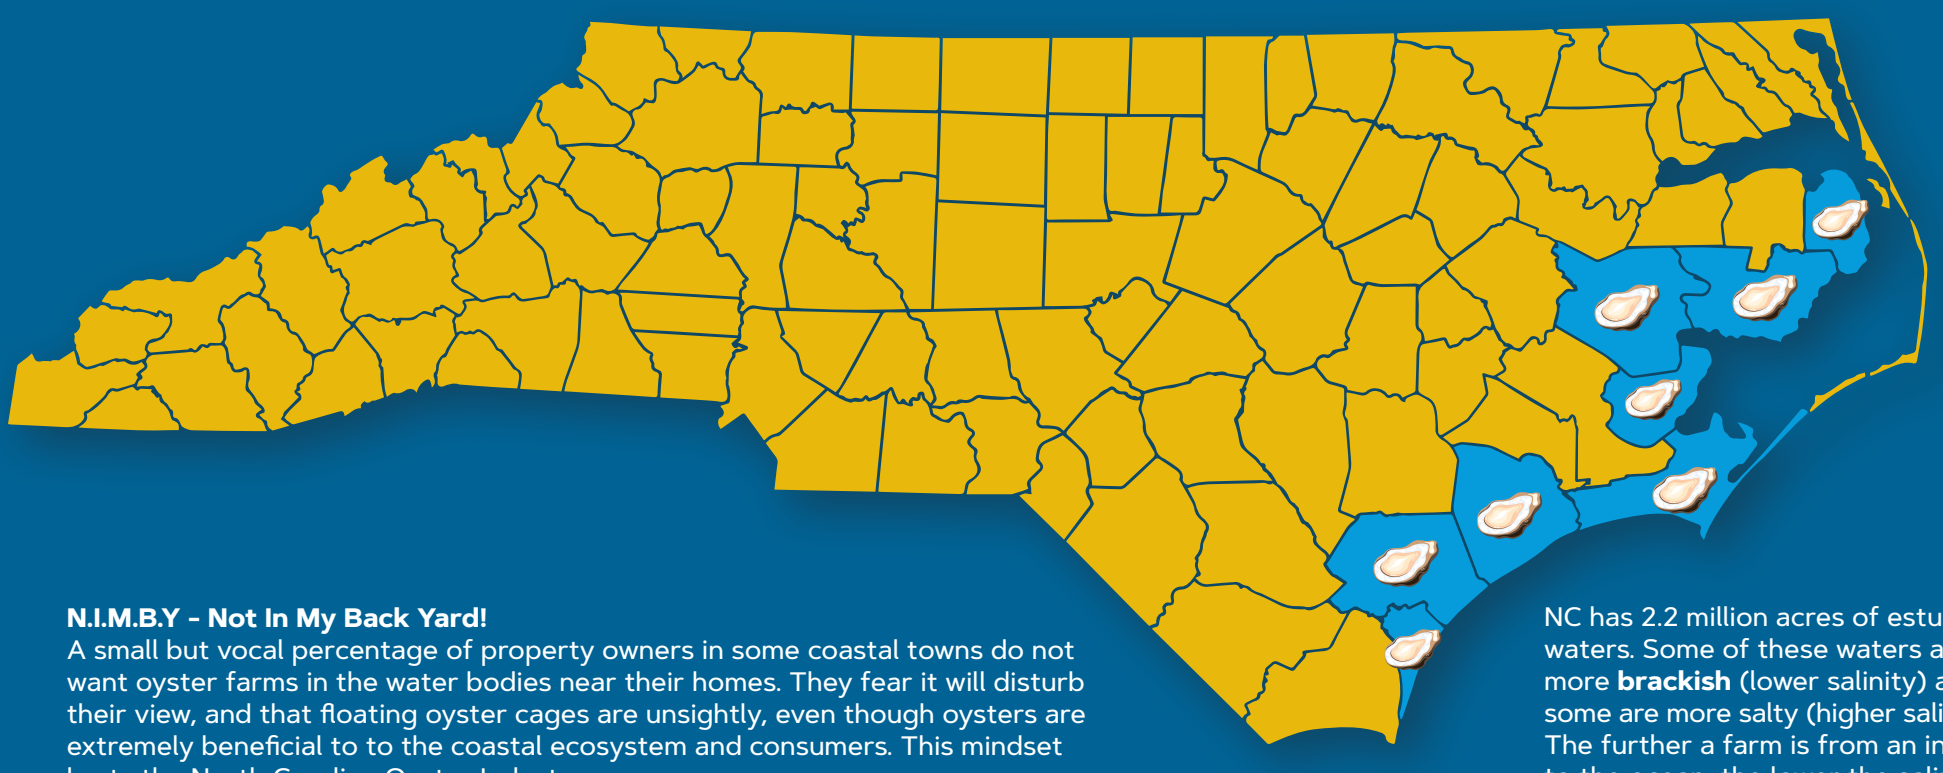 N.I.M.B.Y - Not In My Back Yard!
A small but vocal percentage of property owners in some coastal towns do not
want oyster farms in the water bodies near their homes. They fear it will disturb
their view, and that floating oyster cages are unsightly, even though oysters are
extremely beneficial to to the coastal ecosystem and consumers. This mindset
NC has 2.2 million acres of estu
waters. Some of these waters a
more brackish (lower salinity) a
some are more salty (higher sali
The further a farm is from an in